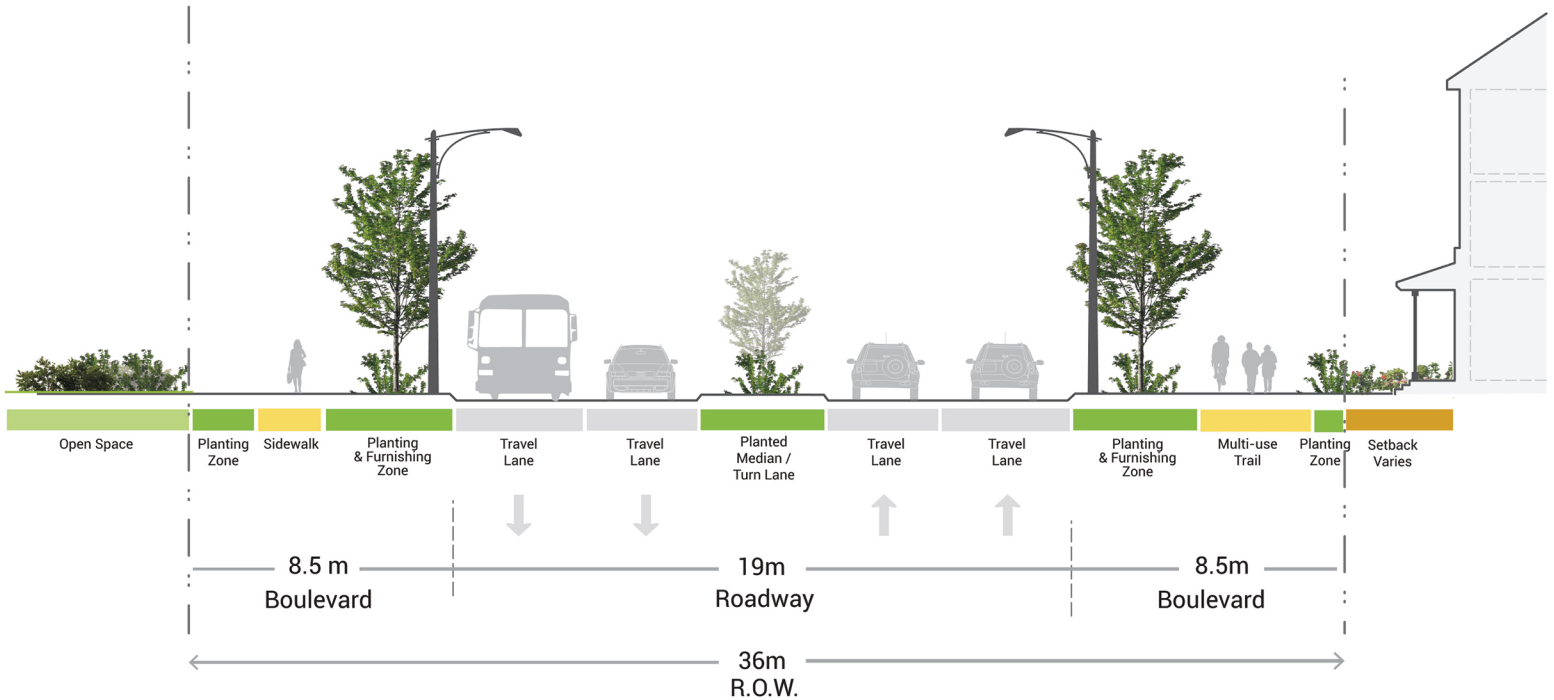 Open Space
Planting
Zone
Sidewalk
Planting
& Furnishing
Zone
Travel
Lane
Travel
Lane
Planted
Median /
Turn Lane
Travel
Lane
Travel
Lane
Planting
& Furnishing
Zone
Multi-use
Trail
Planting
Zone
Setback
Varies
8.5 m
Boulevard
19m
Roadway
8.5m
Boulevard
36m
R.O.W.